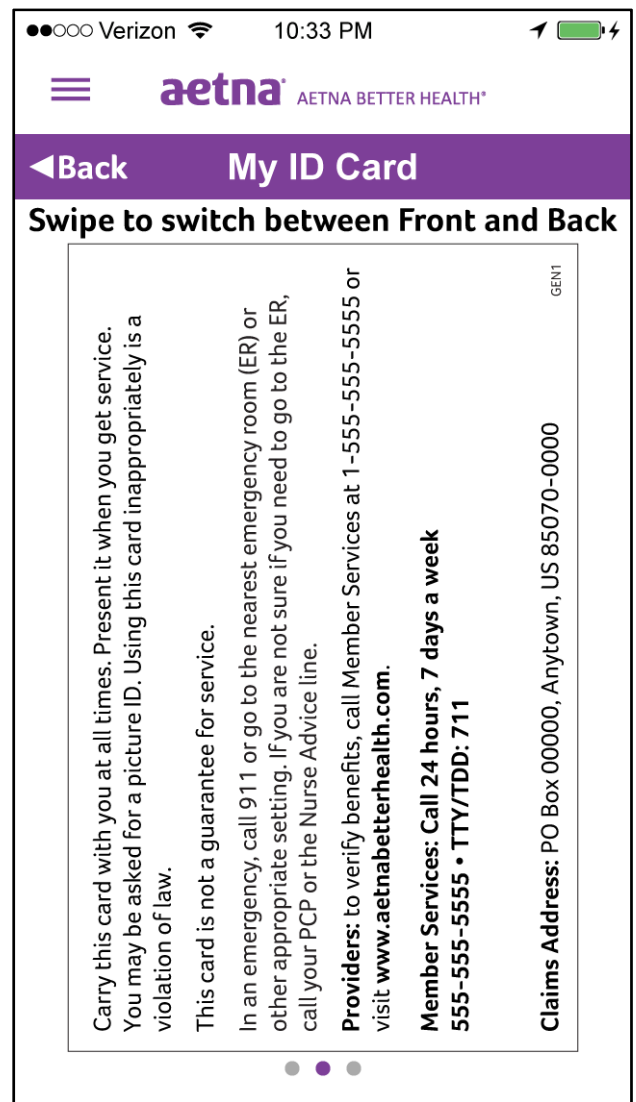 Verizon 10:33 PM
aetna® AETNA BETTER HEALTH®
Back My ID Card
Swipe to switch between Front and Back
Carry this card with you at all times. Present it when you get service.
You may be asked for a picture ID. Using this card inappropriately is a
violation of law.
This card is not a guarantee for service.
In an emergency, call 911 or go to the nearest emergency room (ER) or
other appropriate setting. If you are not sure if you need to go to the ER,
call your PCP or the Nurse Advice line.
Providers: to verify benefits, call Member Services at 1-555-555-5555 or
visit www.aetnabetterhealth.com.
Member Services: Call 24 hours, 7 days a week
555-555-5555 • TTY/TDD: 711
Claims Address: PO Box 00000, Anytown, US 85070-0000
GEN1